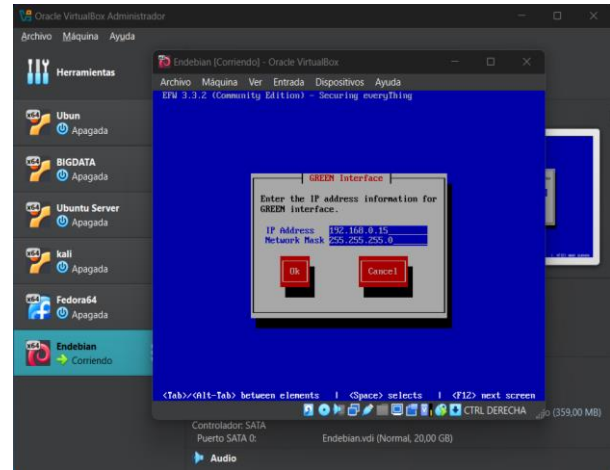 Oracle VirtualBox Administrador
Archivo Máquina Ayuda
Herramientas
Ubun
Apagada
BIGDATA
Apagada
Ubuntu Server
Apagada
kali
Apagada
Fedora64
Apagada
Endebian
Corriendo
Endebian [Corriendo] - Oracle VirtualBox
Archivo Máquina Ver Entrada Dispositivos Ayuda
EFW 3.3.2 (Community Edition) - Securing everyThing
GREEN Interface
Enter the IP address information for
GREEN interface.
IP Address 192.168.0.15
Network Mask 255.255.255.0
Ok Cancel
<Tab>/<Alt-Tab> between elements | <Space> selects | <F12> next screen
CTRL DERECHA
(359,00 MB)
Controlador: SATA
Puerto SATA 0: Endebian.vdi (Normal, 20,00 GB)
Audio